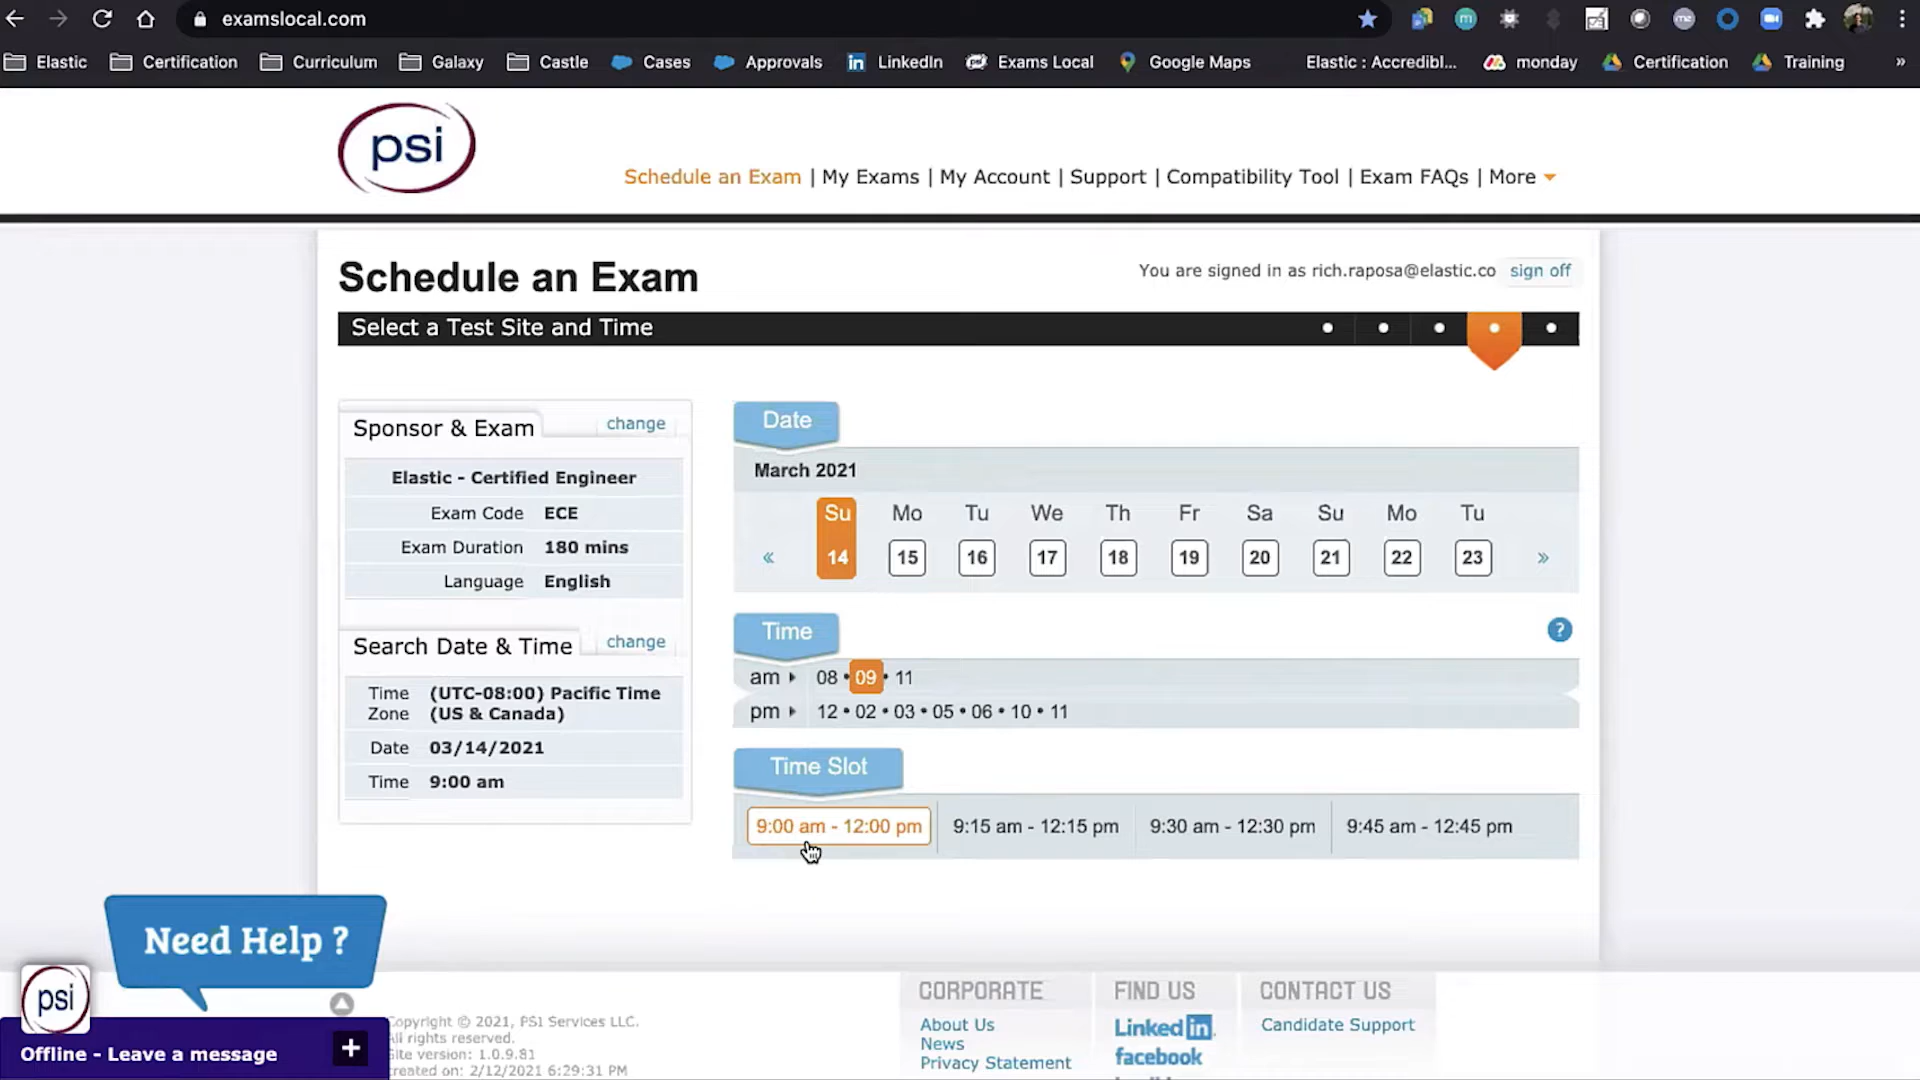 examslocal.com
Elastic
Certification
Curriculum
Galaxy
Castle
Cases
Approvals
LinkedIn
Exams Local
Google Maps
Elastic : Accredibl...
monday
Certification
Training
»
psi
Schedule an Exam | My Exams | My Account | Support | Compatibility Tool | Exam FAQs | More
Schedule an Exam
You are signed in as rich.raposa@elastic.co sign off
Select a Test Site and Time
Sponsor & Exam change
Elastic - Certified Engineer
Exam Code ECE
Exam Duration 180 mins
Language English
Search Date & Time change
Time Zone (UTC-08:00) Pacific Time
(US & Canada)
Date 03/14/2021
Time 9:00 am
Date
March 2021
Su Mo Tu We Th Fr Sa Su Mo Tu
« 14 15 16 17 18 19 20 21 22 23 »
Time
?
am 08 • 09 • 11
pm 12 • 02 • 03 • 05 • 06 • 10 • 11
Time Slot
9:00 am - 12:00 pm 9:15 am - 12:15 pm 9:30 am - 12:30 pm 9:45 am - 12:45 pm
Need Help ?
psi
Offline - Leave a message +
Copyright © 2021, PSI Services LLC.
All rights reserved.
Site version: 1.0.9.81
created on: 2/12/2021 6:29:31 PM
CORPORATE
About Us
News
Privacy Statement
FIND US
Linked in
facebook
CONTACT US
Candidate Support